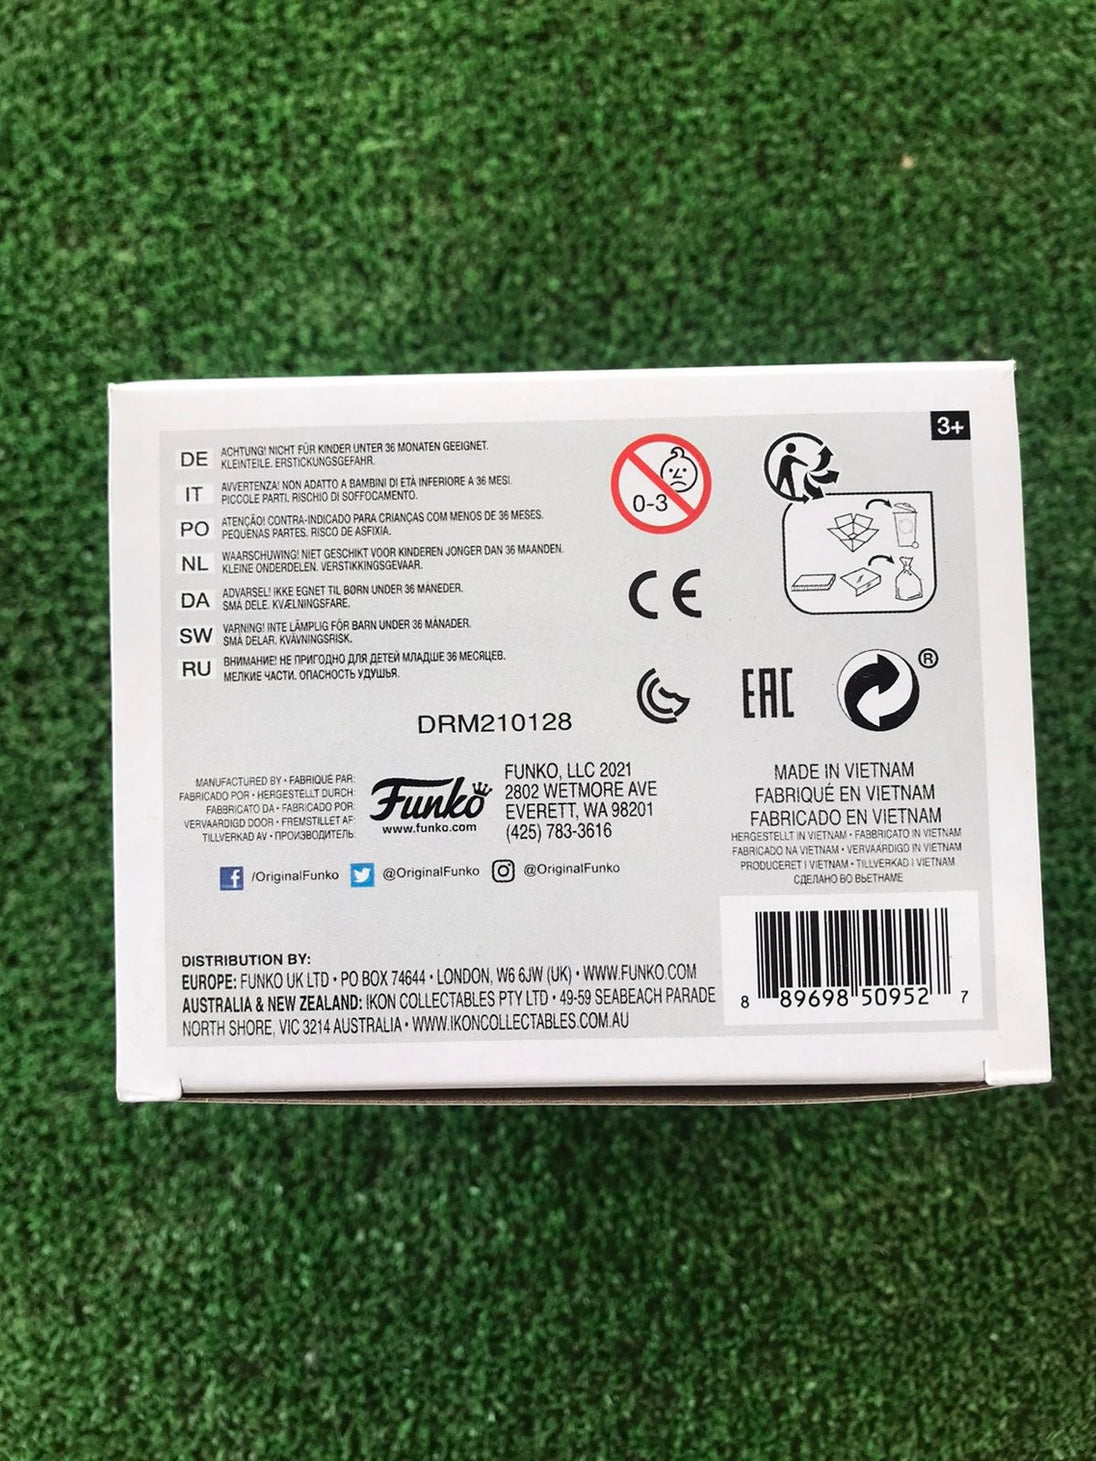 3+
DE ACHTUNG! NICHT FÜR KINDER UNTER 36 MONATEN GEEIGNET.
KLEINTEILE. ERSTICKUNGSGEFAHR.
IT AVVERTENZA! NON ADATTO A BAMBINI DI ETÀ INFERIORE A 36 MESI.
PICCOLE PARTI. RISCHIO DI SOFFOCAMENTO.
PO ATENÇÃO! CONTRA-INDICADO PARA CRIANÇAS COM MENOS DE 36 MESES.
PEQUENAS PARTES. RISCO DE ASFIXIA.
NL WAARSCHUWING! NIET GESCHIKT VOOR KINDEREN JONGER DAN 36 MAANDEN.
KLEINE ONDERDELEN. VERSTIKKINGSGEVAAR.
DA ADVARSEL! IKKE EGNET TIL BØRN UNDER 36 MÅNEDER.
SMÅ DELE. KVÆLNINGSFARE.
SW VARNING! INTE LÄMPLIG FÖR BARN UNDER 36 MÅNADER.
SMÅ DELAR. KVÄVNINGSRISK.
RU ВНИМАНИЕ! НЕ ПРИГОДНО ДЛЯ ДЕТЕЙ МЛАДШЕ 36 МЕСЯЦЕВ.
МЕЛКИЕ ЧАСТИ. ОПАСНОСТЬ УДУШЬЯ.
0-3
CE
EAC
®
DRM210128
MANUFACTURED BY • FABRIQUÉ PAR:
FABRICADO POR • HERGESTELLT DURCH:
FABBRICATO DA • FABRICADO POR:
VERVAARDIGD DOOR • FREMSTILLET AF:
TILLVERKAD AV • ПРОИЗВОДИТЕЛЬ:
Funko
www.funko.com
FUNKO, LLC 2021
2802 WETMORE AVE
EVERETT, WA 98201
(425) 783-3616
MADE IN VIETNAM
FABRIQUÉ EN VIETNAM
FABRICADO EN VIETNAM
HERGESTELLT IN VIETNAM • FABBRICATO IN VIETNAM
FABRICADO NA VIETNAM • VERVAARDIGD IN VIETNAM
PRODUCERET I VIETNAM • TILLVERKAD I VIETNAM
СДЕЛАНО ВО ВЬЕТНАМЕ
/OriginalFunko @OriginalFunko @OriginalFunko
DISTRIBUTION BY:
EUROPE: FUNKO UK LTD • PO BOX 74644 • LONDON, W6 6JW (UK) • WWW.FUNKO.COM
AUSTRALIA & NEW ZEALAND: IKON COLLECTABLES PTY LTD • 49-59 SEABEACH PARADE
NORTH SHORE, VIC 3214 AUSTRALIA • WWW.IKONCOLLECTABLES.COM.AU
8 89698 50952 7